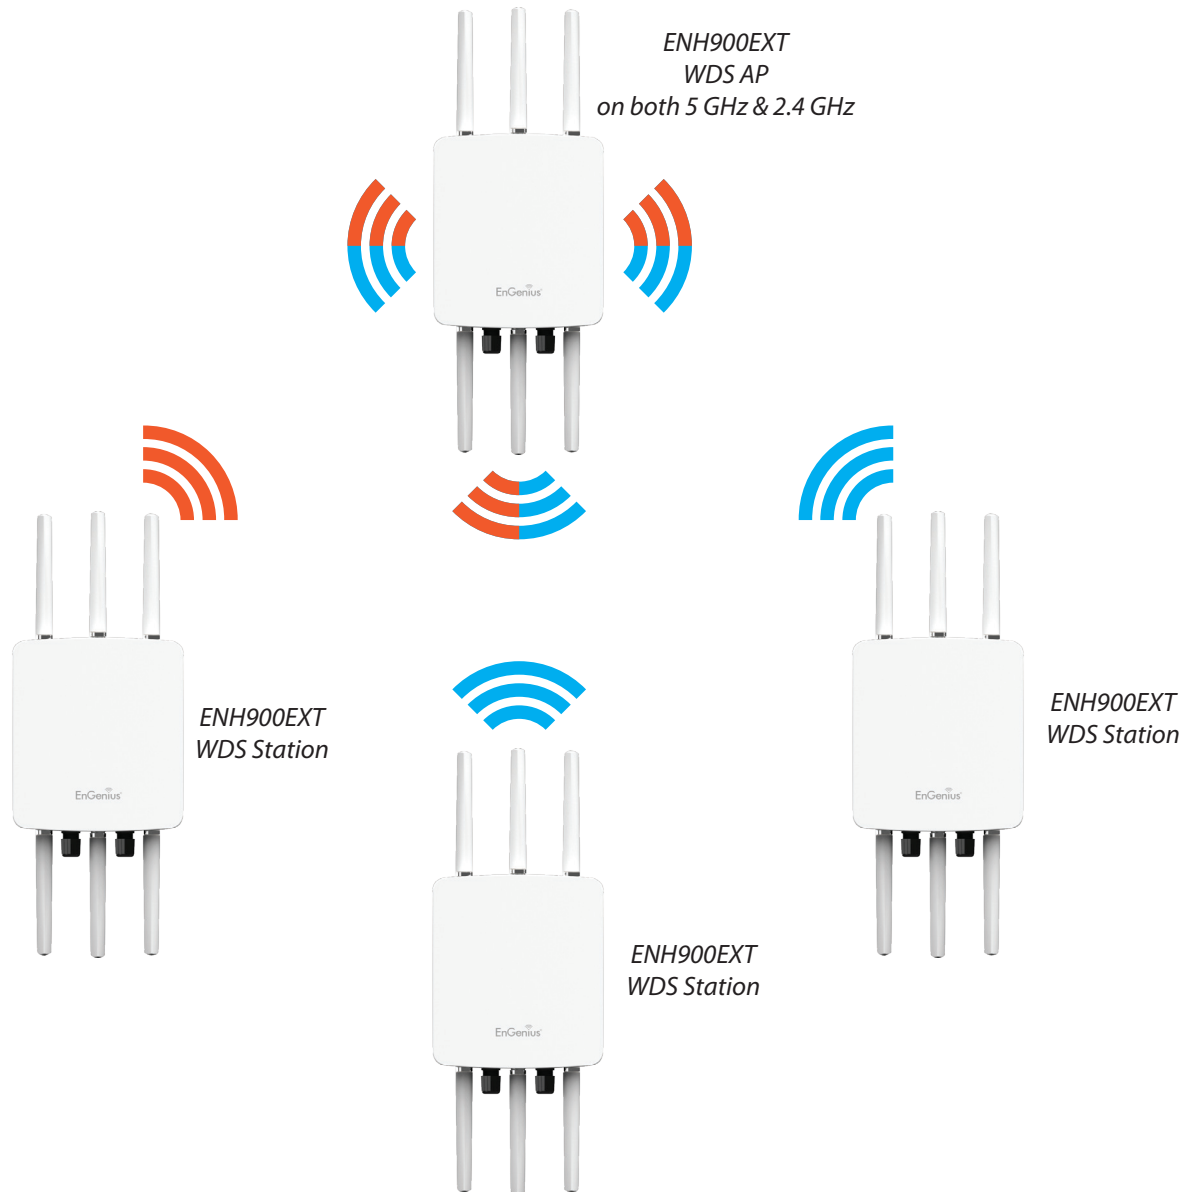 ENH900EXT
WDS AP
on both 5 GHz & 2.4 GHz
EnGenius
ENH900EXT
WDS Station
EnGenius
ENH900EXT
WDS Station
EnGenius
ENH900EXT
WDS Station
EnGenius